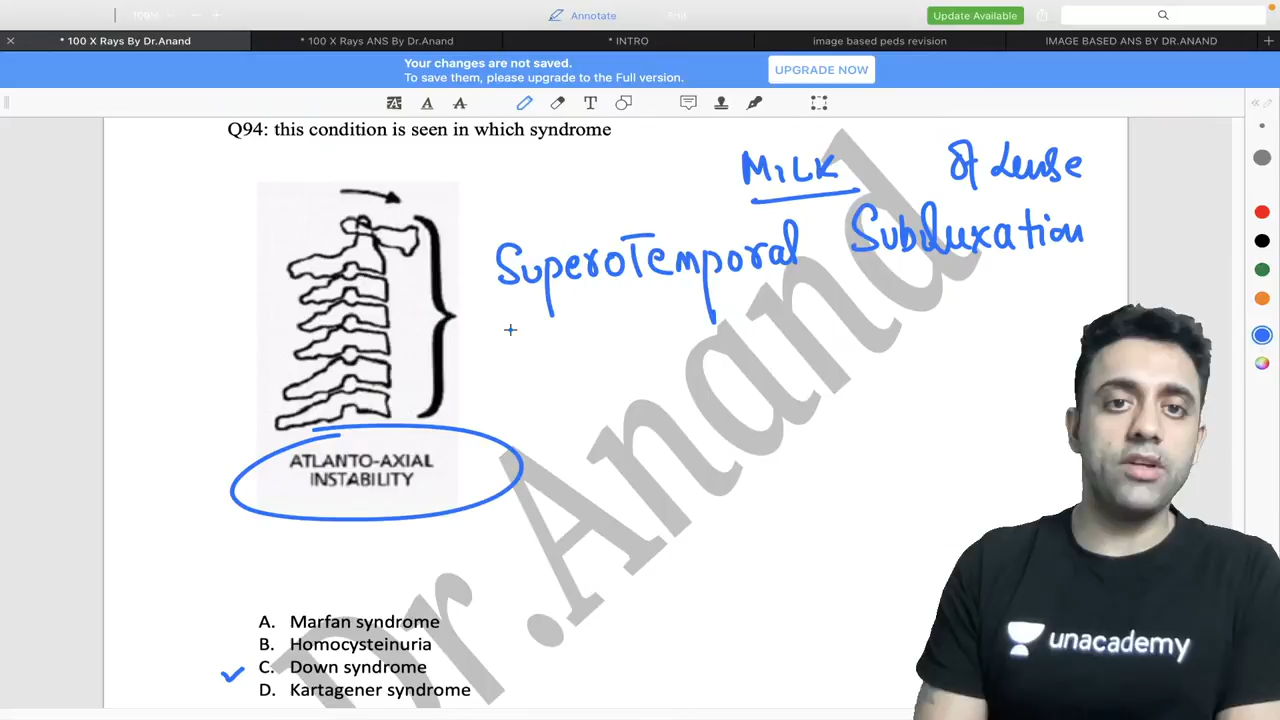 109%
Annotate
Edit
Update Available
* 100 X Rays By Dr.Anand
* 100 X Rays ANS By Dr.Anand
* INTRO
image based peds revision
IMAGE BASED ANS BY DR.ANAND
Your changes are not saved.
To save them, please upgrade to the Full version.
UPGRADE NOW
Q94: this condition is seen in which syndrome
MILK
SuperoTemporal Subluxation
of Lense
ATLANTO-AXIAL
INSTABILITY
Dr.Anand
A. Marfan syndrome
B. Homocysteinuria
C. Down syndrome
D. Kartagener syndrome
unacademy